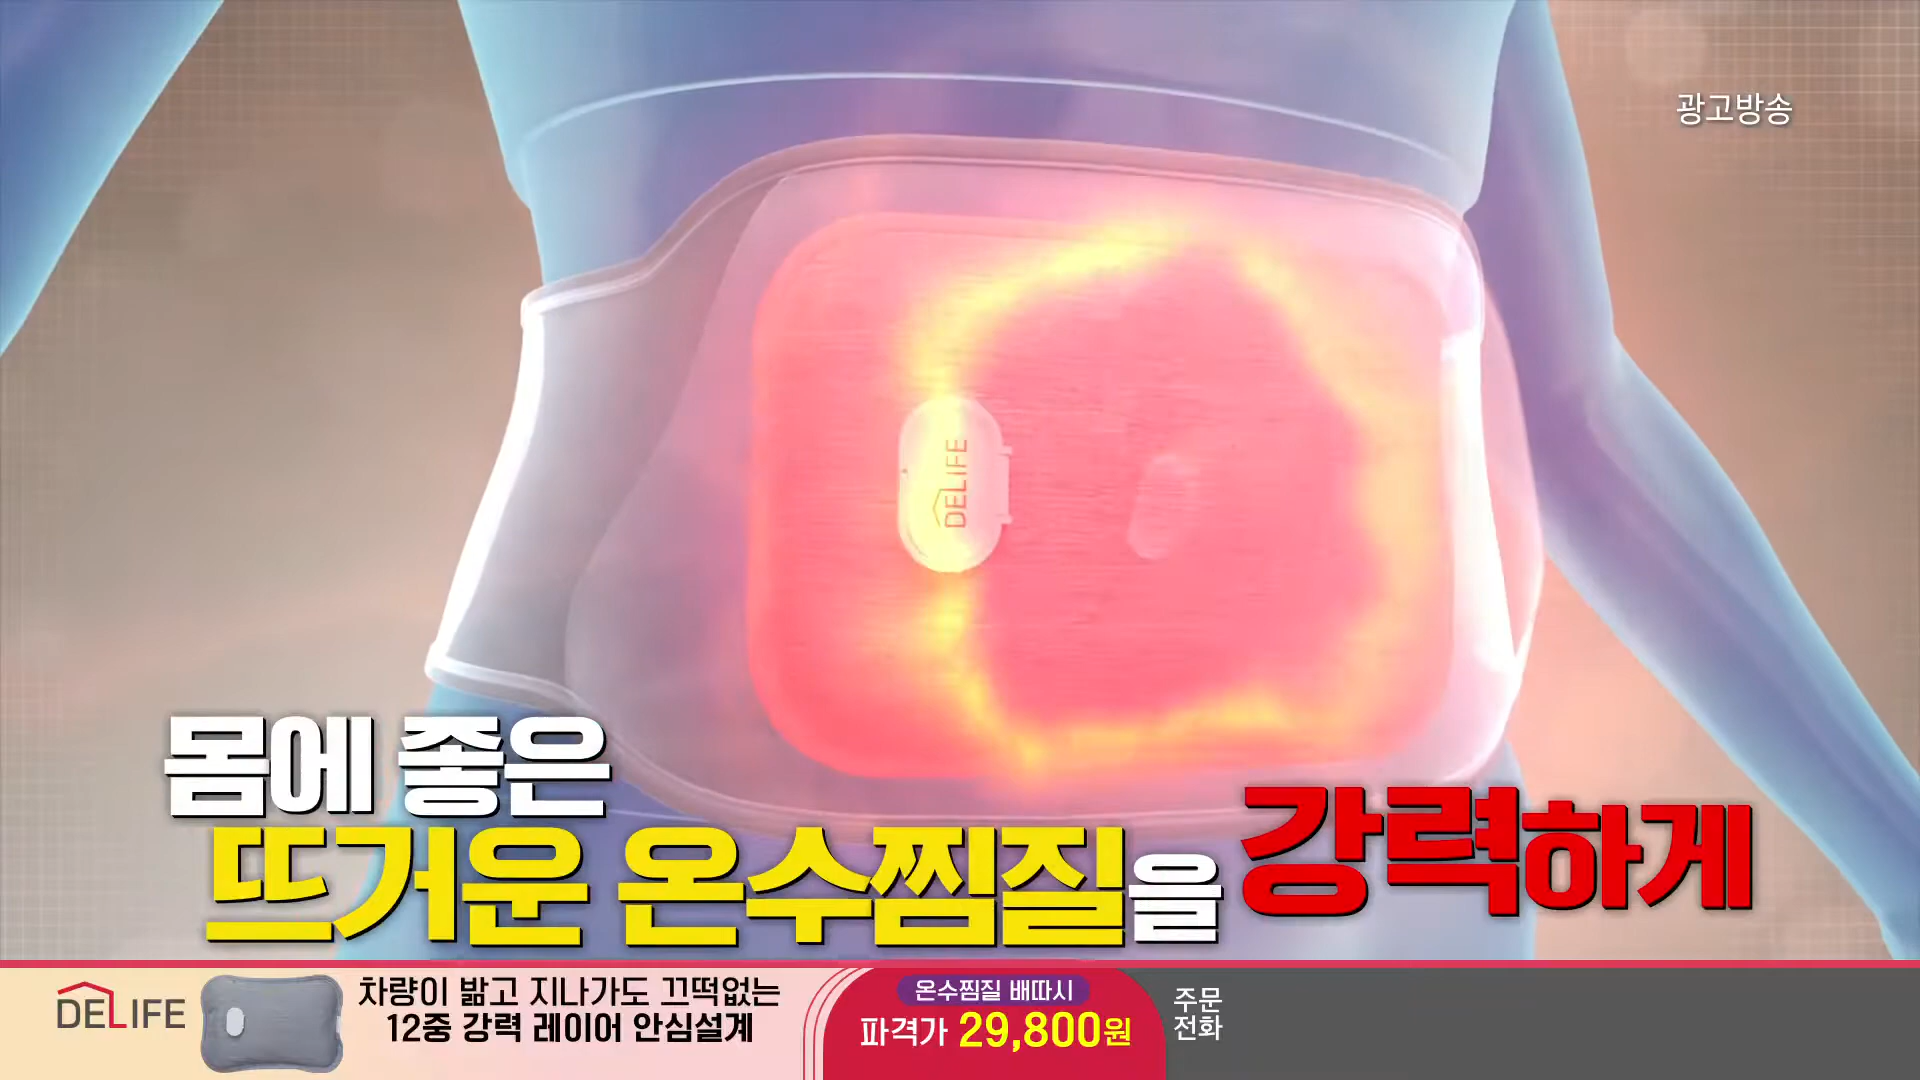 광고방송
DELIFE
몸에 좋은
뜨거운 온수찜질을 강력하게
DELIFE
차량이 밟고 지나가도 끄떡없는
12중 강력 레이어 안심설계
온수찜질 배따시
파격가 29,800원
주문
전화